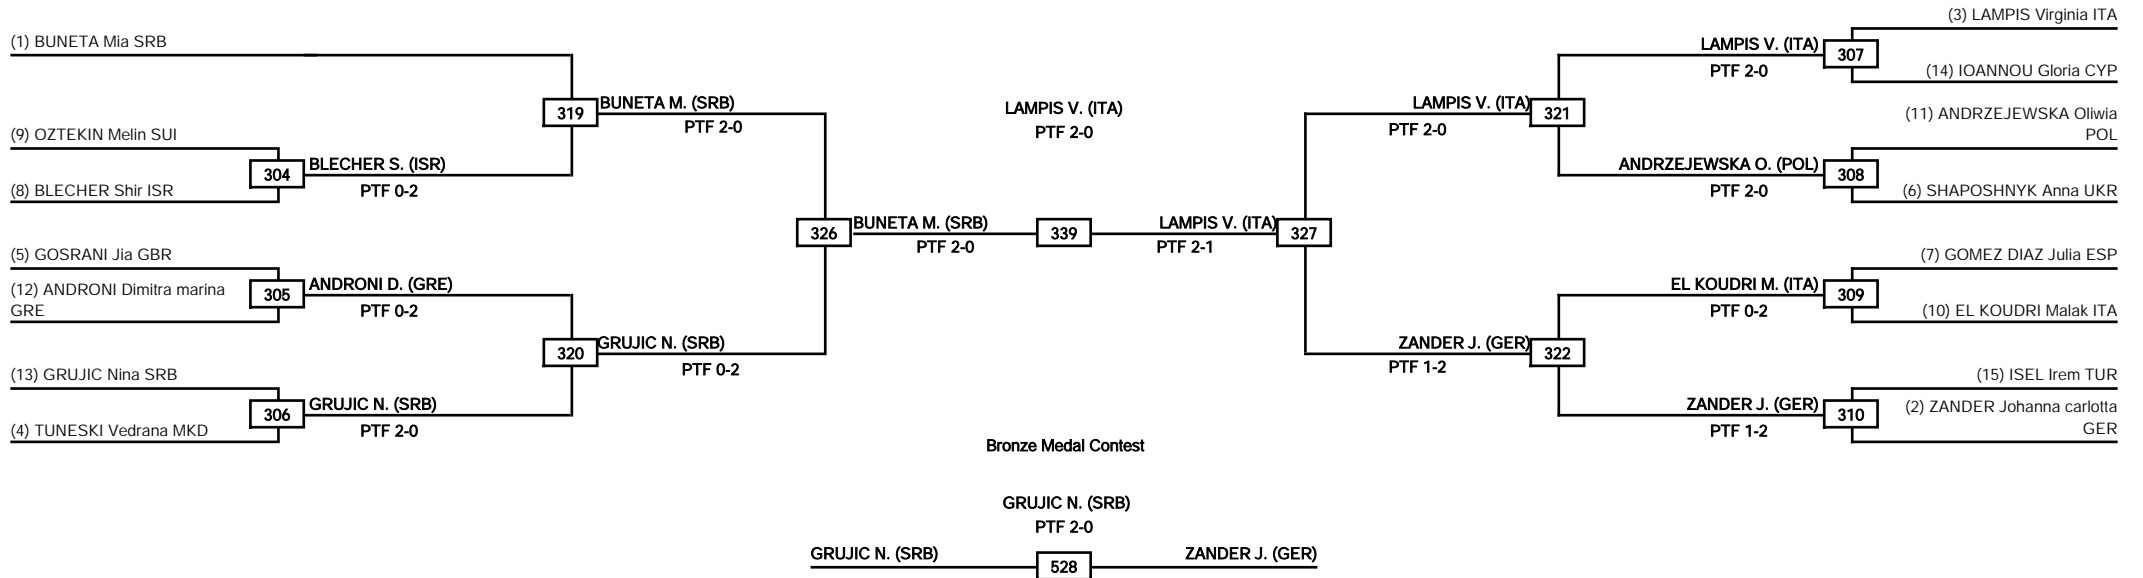 (1) BUNETA Mia SRB
319
BUNETA M. (SRB)
PTF 2-0
(9) OZTEKIN Melin SUI
304
BLECHER S. (ISR)
PTF 0-2
(8) BLECHER Shir ISR
326
BUNETA M. (SRB)
PTF 2-0
(5) GOSRANI Jia GBR
(12) ANDRONI Dimitra marina
GRE
305
ANDRONI D. (GRE)
PTF 0-2
320
GRUJIC N. (SRB)
PTF 0-2
(13) GRUJIC Nina SRB
306
GRUJIC N. (SRB)
PTF 2-0
(4) TUNESKI Vedrana MKD
LAMPIS V. (ITA)
PTF 2-0
339
LAMPIS V. (ITA)
PTF 2-1
327
LAMPIS V. (ITA)
PTF 2-0
321
LAMPIS V. (ITA)
PTF 2-0
307
(3) LAMPIS Virginia ITA
(14) IOANNOU Gloria CYP
(11) ANDRZEJEWSKA Oliwia
POL
ANDRZEJEWSKA O. (POL)
PTF 2-0
308
(6) SHAPOSHNYK Anna UKR
(7) GOMEZ DIAZ Julia ESP
EL KOUDRI M. (ITA)
PTF 0-2
309
(10) EL KOUDRI Malak ITA
ZANDER J. (GER)
PTF 1-2
322
(15) ISEL Irem TUR
ZANDER J. (GER)
PTF 1-2
310
(2) ZANDER Johanna carlotta
GER
Bronze Medal Contest
GRUJIC N. (SRB)
PTF 2-0
GRUJIC N. (SRB)
528
ZANDER J. (GER)